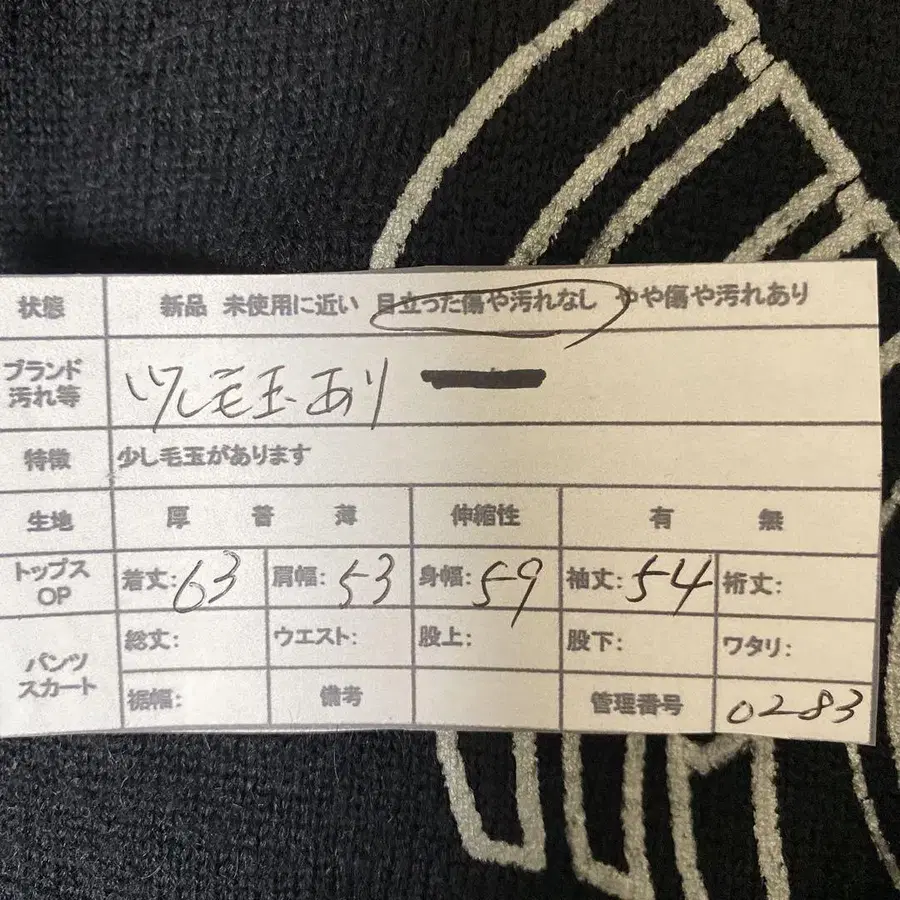 状態 新品 未使用に近い 目立った傷や汚れなし やや傷や汚れあり
ブランド
汚れ等 少し毛玉あり
特徴 少し毛玉があります
生地 厚 普 薄 伸縮性 有 無
トップス
OP 着丈:63 肩幅:53 身幅:59 袖丈:54 裄丈:
パンツ
スカート 総丈: ウエスト: 股上: 股下: ワタリ:
裾幅: 備考 管理番号 0283